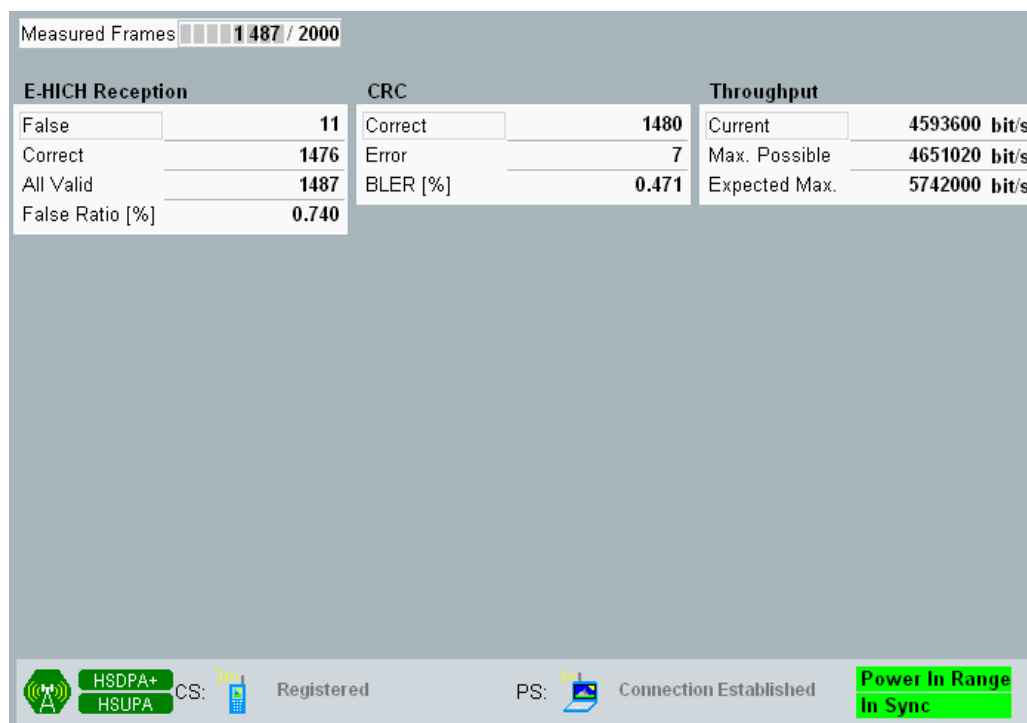 Measured Frames 1 487 / 2000
E-HICH Reception CRC Throughput
False 11 Correct 1480 Current 4593600 bit/s
Correct 1476 Error 7 Max. Possible 4651020 bit/s
All Valid 1487 BLER [%] 0.471 Expected Max. 5742000 bit/s
False Ratio [%] 0.740
HSDPA+
HSUPA
CS: Registered PS: Connection Established
Power In Range
In Sync